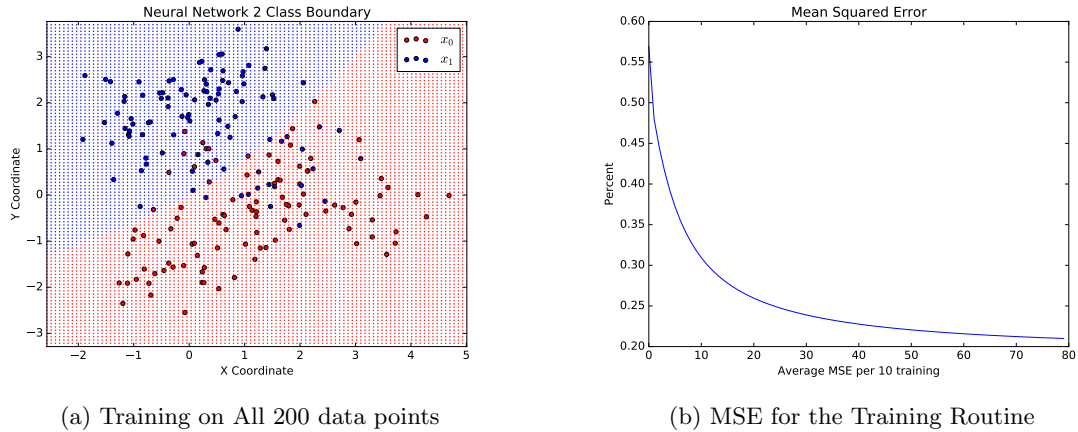 Neural Network 2 Class Boundary
x₀
x₁
3
2
1
0
−1
−2
−3
Y Coordinate
−2 −1 0 1 2 3 4 5
X Coordinate
(a) Training on All 200 data points
Mean Squared Error
0.60
0.55
0.50
0.45
0.40
0.35
0.30
0.25
0.20
Percent
0 10 20 30 40 50 60 70 80
Average MSE per 10 training
(b) MSE for the Training Routine